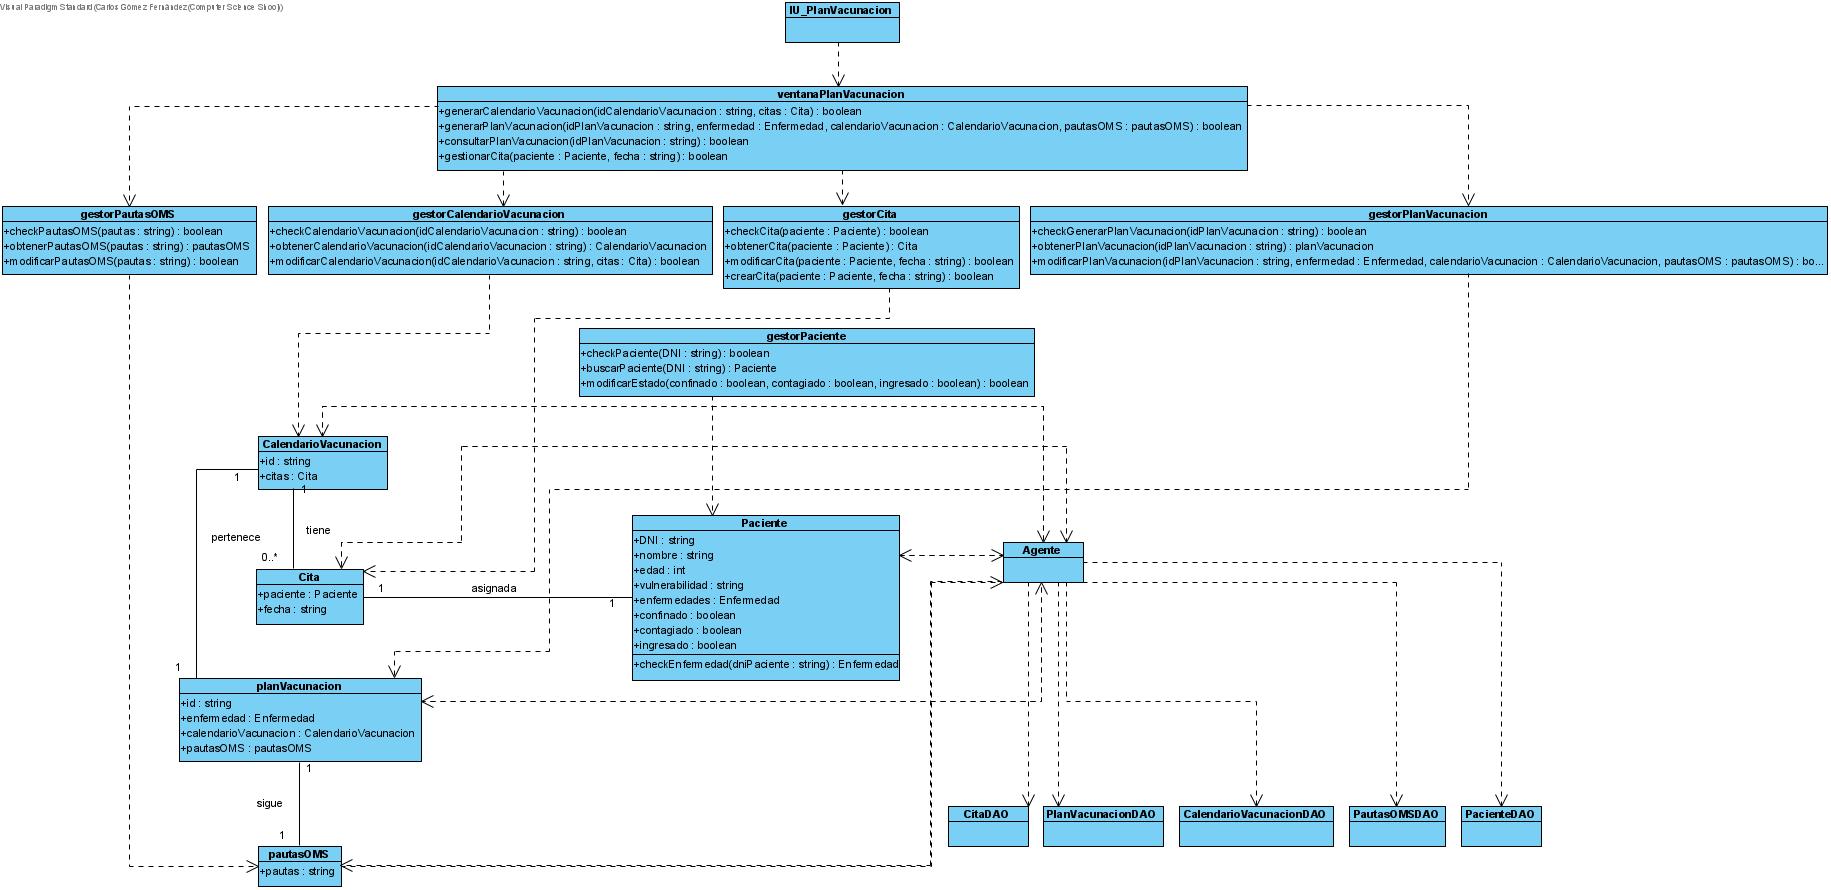 Visual Paradigm Standard (Carlos Gómez Fernández(Computer Science Shool))
IU_PlanVacunacion
ventanaPlanVacunacion
+generarCalendarioVacunacion(idCalendarioVacunacion : string, citas : Cita) : boolean
+generarPlanVacunacion(idPlanVacunacion : string, enfermedad : Enfermedad, calendarioVacunacion : CalendarioVacunacion, pautasOMS : pautasOMS) : boolean
+consultarPlanVacunacion(idPlanVacunacion : string) : boolean
+gestionarCita(paciente : Paciente, fecha : string) : boolean
gestorPautasOMS
+checkPautasOMS(pautas : string) : boolean
+obtenerPautasOMS(pautas : string) : pautasOMS
+modificarPautasOMS(pautas : string) : boolean
gestorCalendarioVacunacion
+checkCalendarioVacunacion(idCalendarioVacunacion : string) : boolean
+obtenerCalendarioVacunacion(idCalendarioVacunacion : string) : CalendarioVacunacion
+modificarCalendarioVacunacion(idCalendarioVacunacion : string, citas : Cita) : boolean
gestorCita
+checkCita(paciente : Paciente) : boolean
+obtenerCita(paciente : Paciente) : Cita
+modificarCita(paciente : Paciente, fecha : string) : boolean
+crearCita(paciente : Paciente, fecha : string) : boolean
gestorPlanVacunacion
+checkGenerarPlanVacunacion(idPlanVacunacion : string) : boolean
+obtenerPlanVacunacion(idPlanVacunacion : string) : planVacunacion
+modificarPlanVacunacion(idPlanVacunacion : string, enfermedad : Enfermedad, calendarioVacunacion : CalendarioVacunacion, pautasOMS : pautasOMS) : bo...
gestorPaciente
+checkPaciente(DNI : string) : boolean
+buscarPaciente(DNI : string) : Paciente
+modificarEstado(confinado : boolean, contagiado : boolean, ingresado : boolean) : boolean
CalendarioVacunacion
+id : string
+citas : Cita
1
1
pertenece
tiene
0..*
Cita
+paciente : Paciente
+fecha : string
1
asignada
1
Paciente
+DNI : string
+nombre : string
+edad : int
+vulnerabilidad : string
+enfermedades : Enfermedad
+confinado : boolean
+contagiado : boolean
+ingresado : boolean
+checkEnfermedad(dniPaciente : string) : Enfermedad
Agente
1
planVacunacion
+id : string
+enfermedad : Enfermedad
+calendarioVacunacion : CalendarioVacunacion
+pautasOMS : pautasOMS
1
sigue
1
pautasOMS
+pautas : string
CitaDAO
PlanVacunacionDAO
CalendarioVacunacionDAO
PautasOMSDAO
PacienteDAO